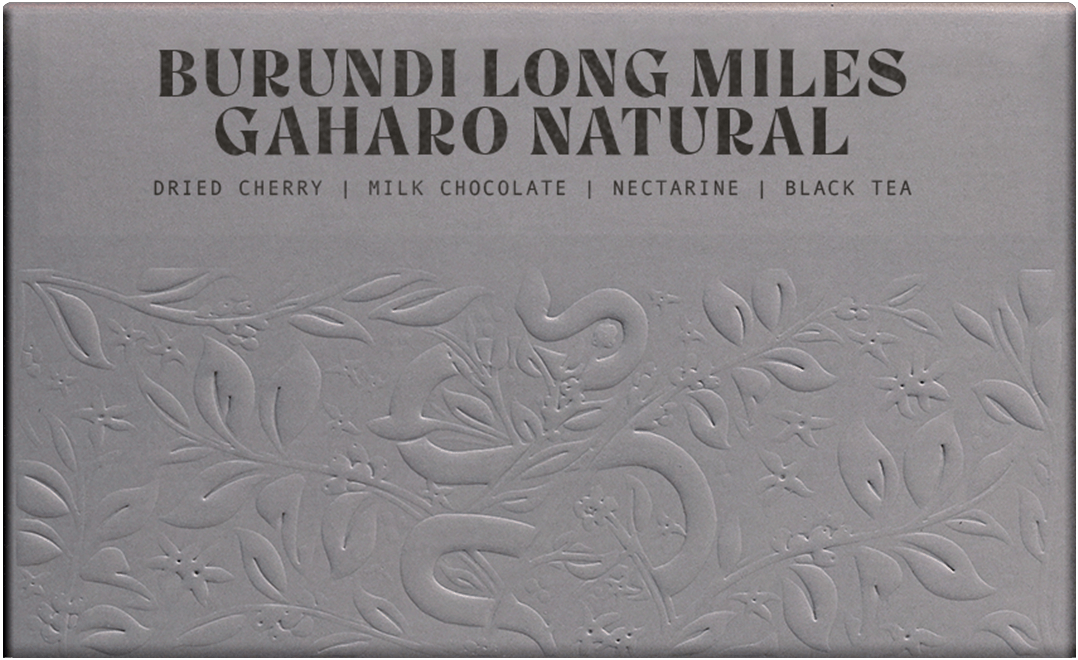 BURUNDI LONG MILES
GAHARO NATURAL
DRIED CHERRY | MILK CHOCOLATE | NECTARINE | BLACK TEA